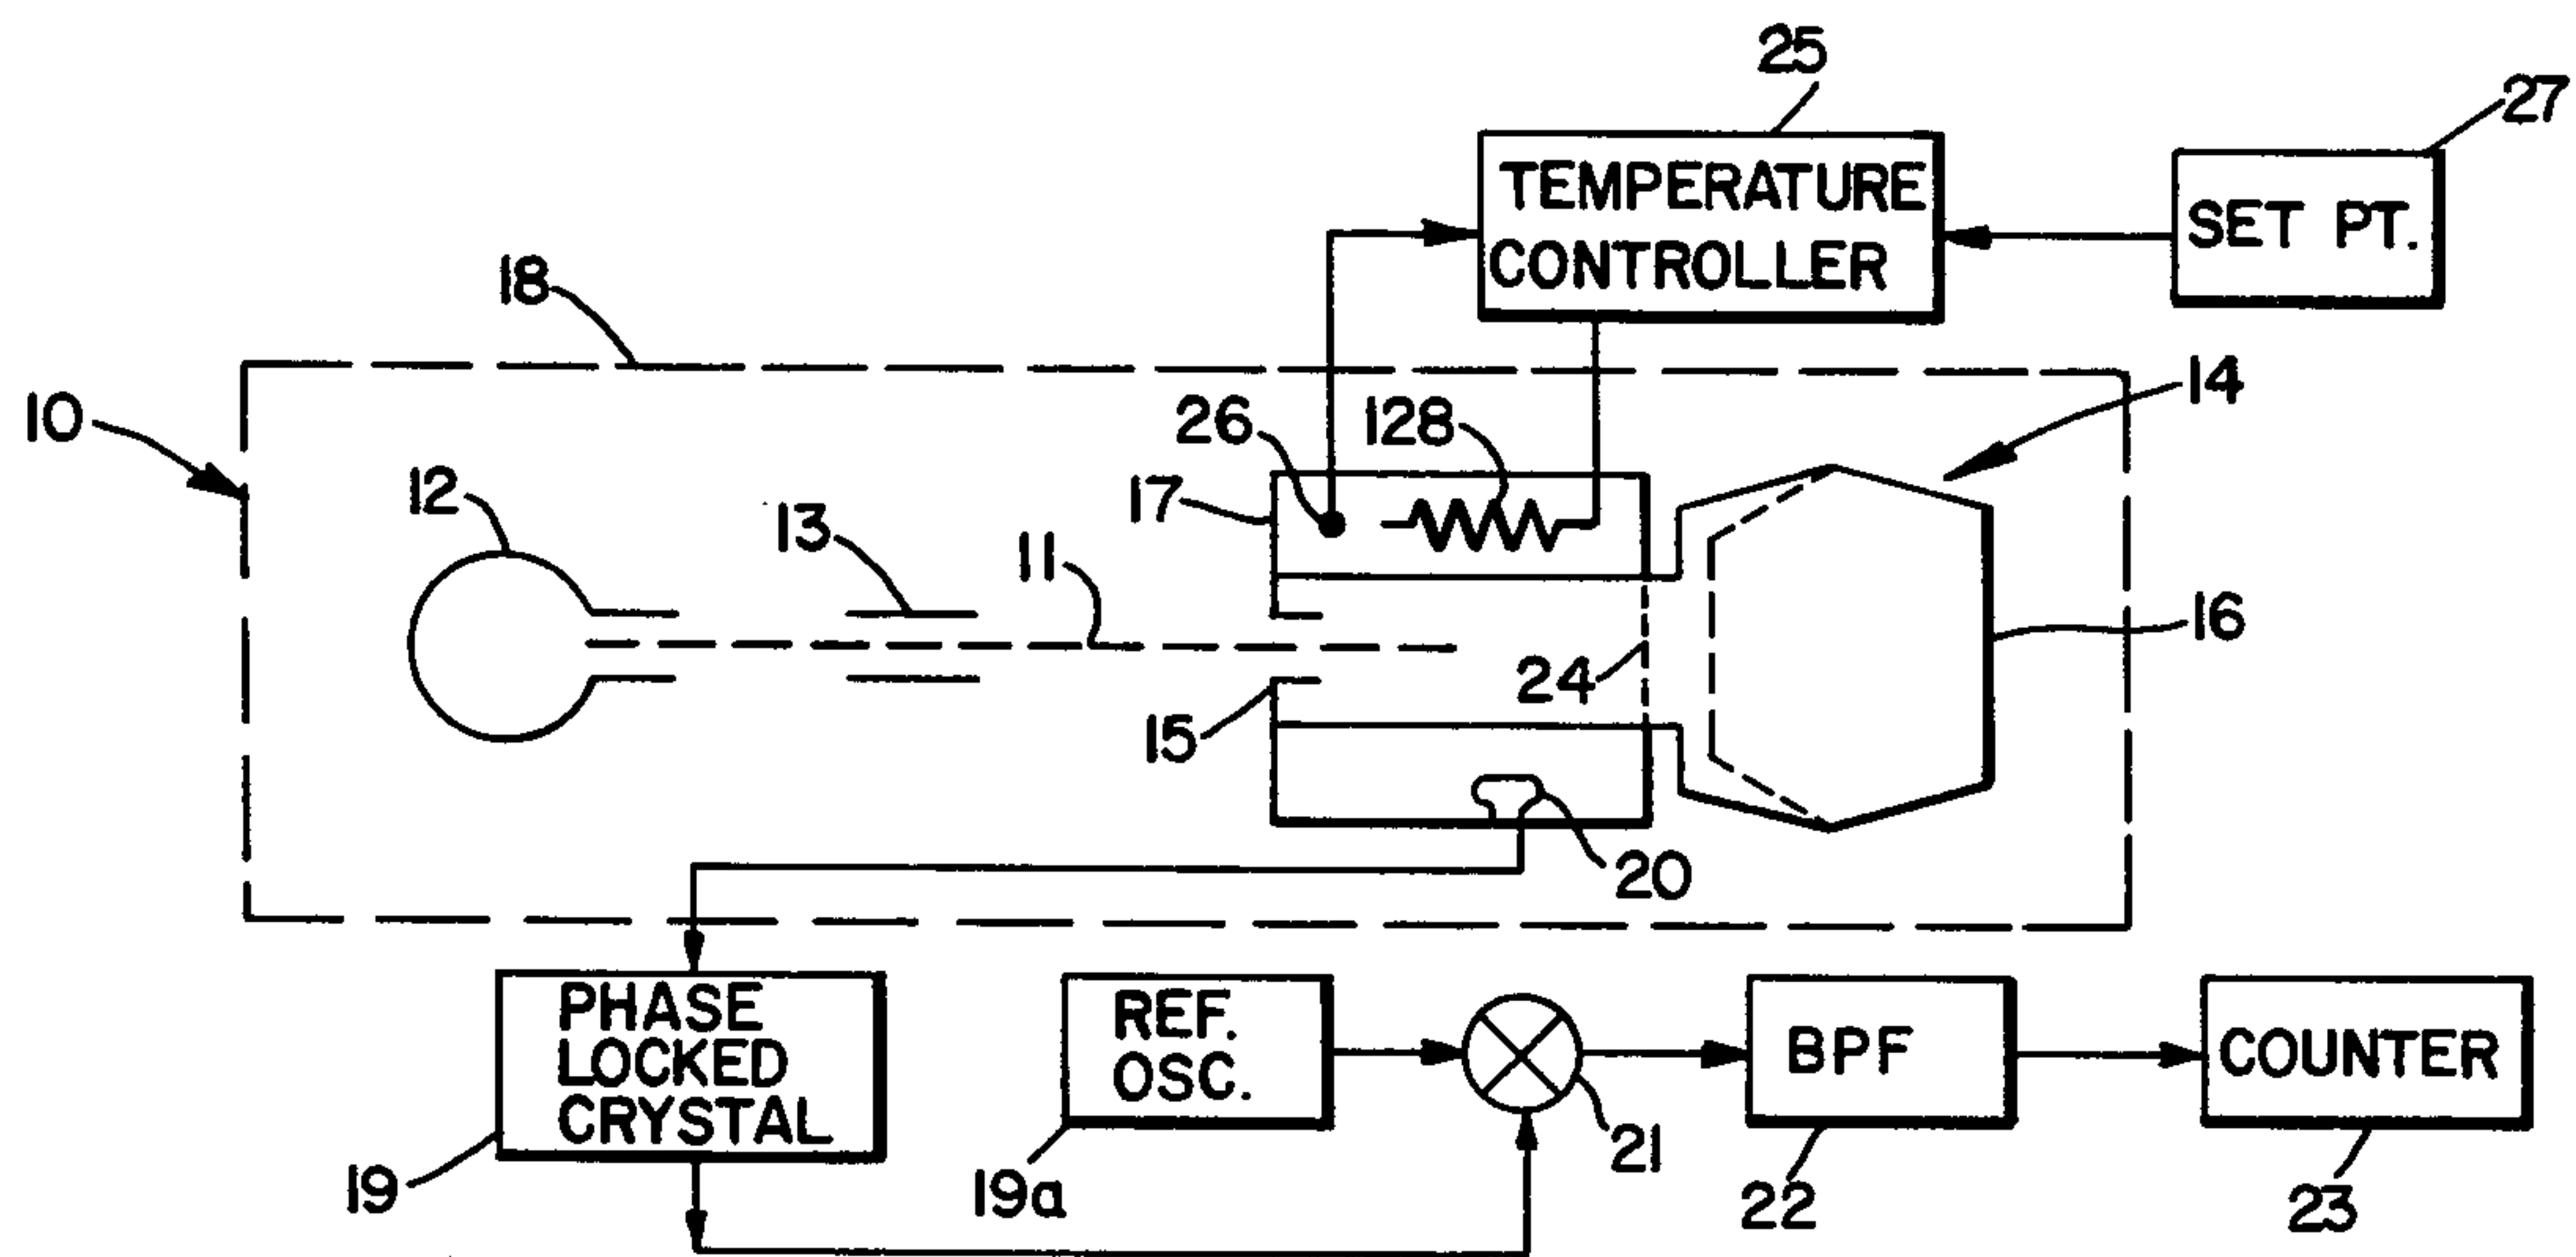 25
27
TEMPERATURE
CONTROLLER
SET PT.
18
14
10
26
128
12
17
13
11
16
24
15
20
PHASE
LOCKED
CRYSTAL
REF.
OSC.
BPF
COUNTER
19
19a
21
22
23